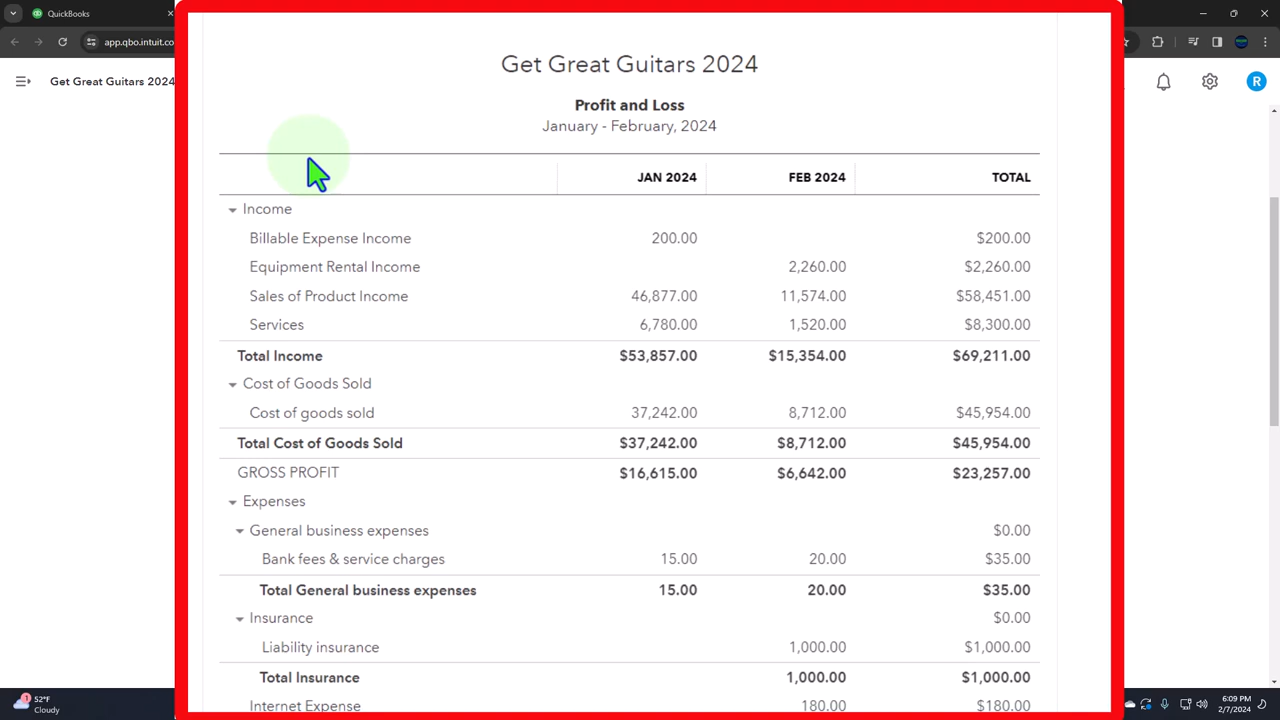 QuickBooks
app.qbo.intuit.co
Get Great Guitars 2024
R
Get Great Guitars 2024
Profit and Loss
January - February, 2024
JAN 2024 FEB 2024 TOTAL
Income
Billable Expense Income 200.00 $200.00
Equipment Rental Income 2,260.00 $2,260.00
Sales of Product Income 46,877.00 11,574.00 $58,451.00
Services 6,780.00 1,520.00 $8,300.00
Total Income $53,857.00 $15,354.00 $69,211.00
Cost of Goods Sold
Cost of goods sold 37,242.00 8,712.00 $45,954.00
Total Cost of Goods Sold $37,242.00 $8,712.00 $45,954.00
GROSS PROFIT $16,615.00 $6,642.00 $23,257.00
Expenses
General business expenses $0.00
Bank fees & service charges 15.00 20.00 $35.00
Total General business expenses 15.00 20.00 $35.00
Insurance $0.00
Liability insurance 1,000.00 $1,000.00
Total Insurance 1,000.00 $1,000.00
Internet Expense 180.00 $180.00
1
52°F
Cloudy
6:09 PM
2/7/2024